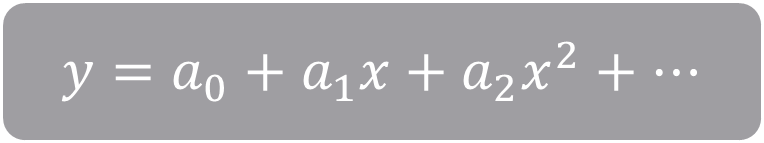 y = a₀ + a₁x + a₂x² + ⋯